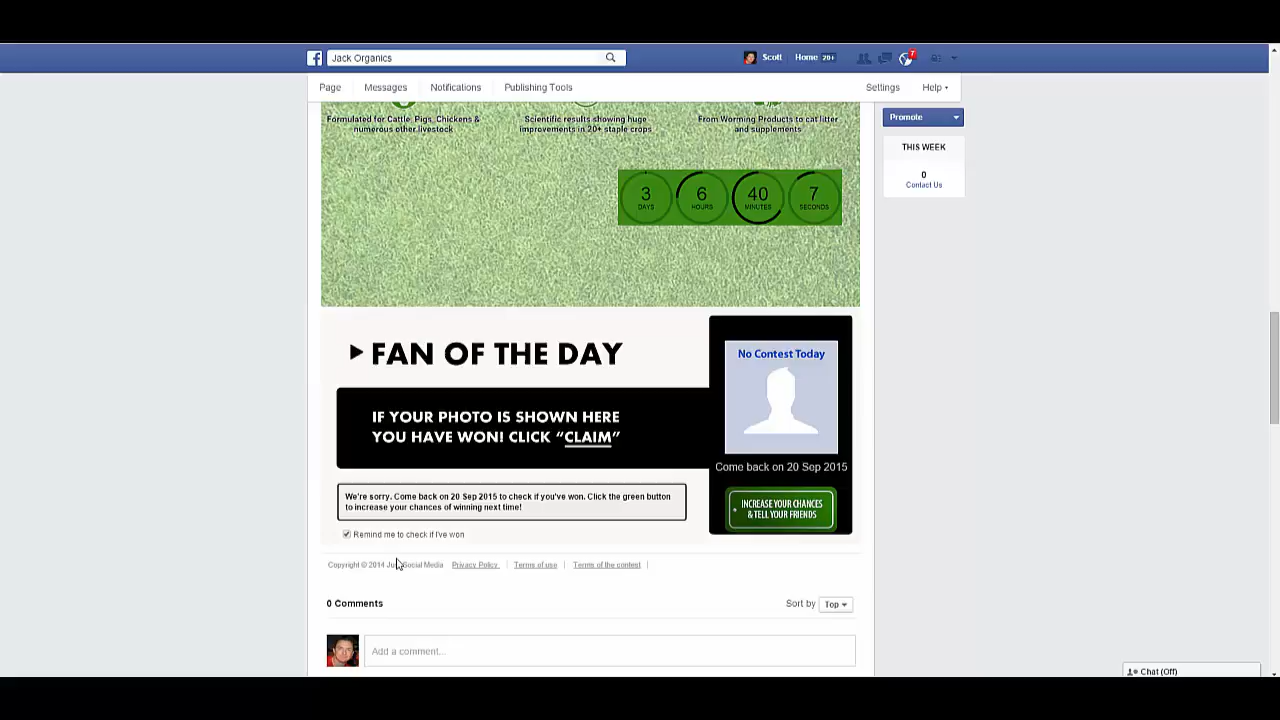 Jack Organics
Scott Home 20+ 7
Page Messages Notifications Publishing Tools Settings Help
Promote
THIS WEEK
0
Contact Us
Formulated for Cattle, Pigs, Chickens &
numerous other livestock
Scientific results showing huge
improvements in 20+ staple crops
From Worming Products to cat litter
and supplements
3 6 40 7
DAYS HOURS MINUTES SECONDS
FAN OF THE DAY
IF YOUR PHOTO IS SHOWN HERE
YOU HAVE WON! CLICK “CLAIM”
No Contest Today
Come back on 20 Sep 2015
INCREASE YOUR CHANCES
& TELL YOUR FRIENDS
We're sorry. Come back on 20 Sep 2015 to check if you've won. Click the green button
to increase your chances of winning next time!
Remind me to check if I've won
Copyright © 2014 Social Media Privacy Policy | Terms of use | Terms of the contest |
0 Comments Sort by Top
Add a comment...
Chat (Off)